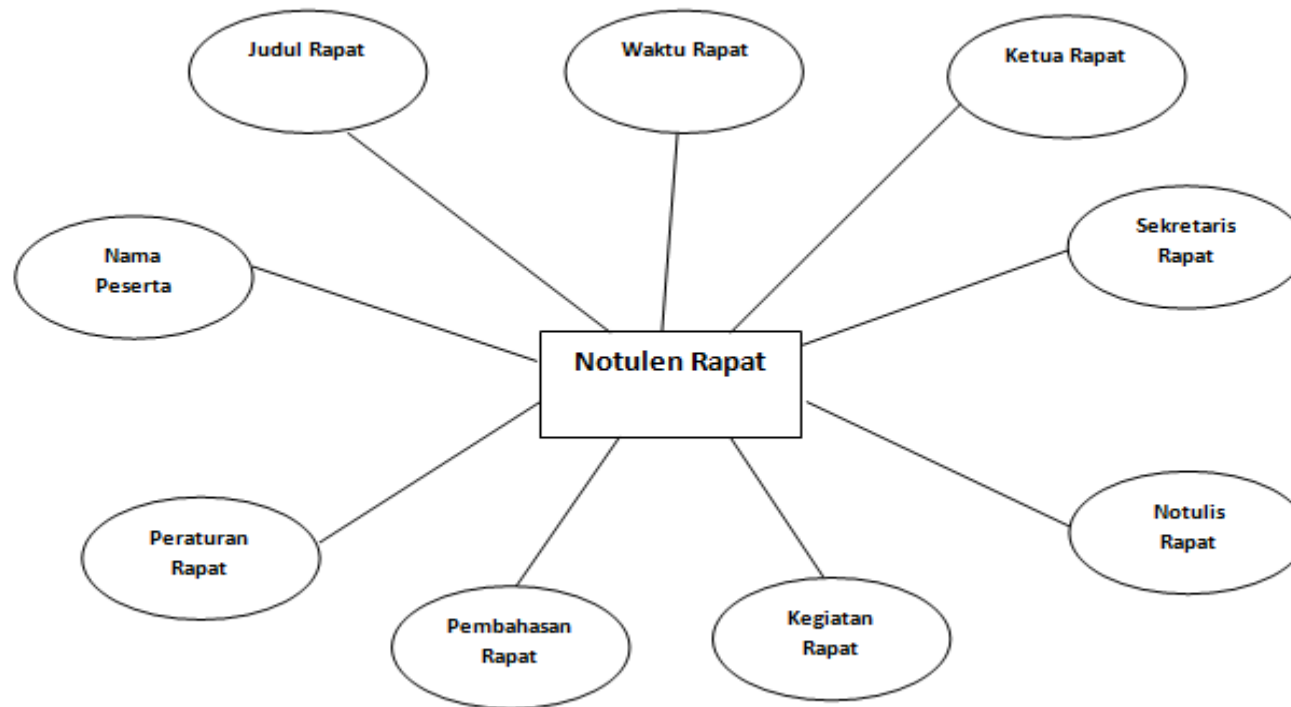 Judul Rapat
Waktu Rapat
Ketua Rapat
Sekretaris
Rapat
Nama
Peserta
Notulen Rapat
Notulis
Rapat
Peraturan
Rapat
Pembahasan
Rapat
Kegiatan
Rapat